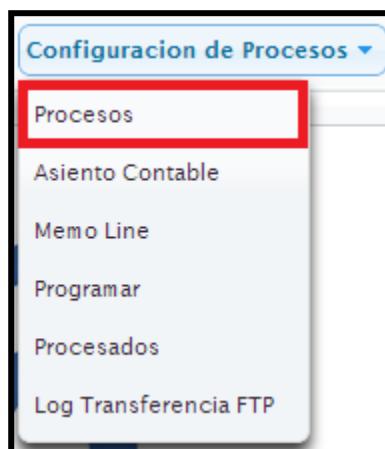 Configuracion de Procesos
Procesos
Asiento Contable
Memo Line
Programar
Procesados
Log Transferencia FTP